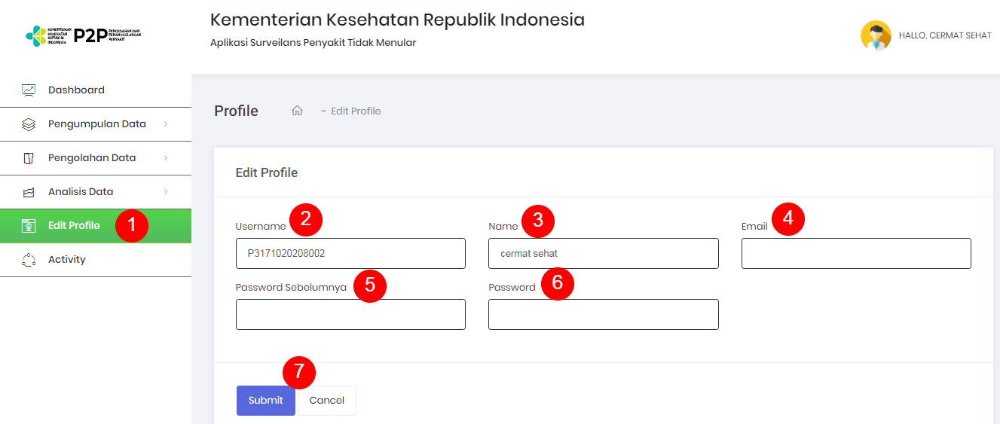 KEMENTERIAN
KESEHATAN
REPUBLIK
INDONESIA
P2P
PENCEGAHAN DAN
PENANGGULANGAN
PENYAKIT
Kementerian Kesehatan Republik Indonesia
Aplikasi Surveilans Penyakit Tidak Menular
HALLO, CERMAT SEHAT
Dashboard
Pengumpulan Data
Pengolahan Data
Analisis Data
Edit Profile 1
Activity
Profile - Edit Profile
Edit Profile
Username 2 Name 3 Email 4
P3171020208002 cermat sehat
Password Sebelumnya 5 Password 6
7
Submit Cancel